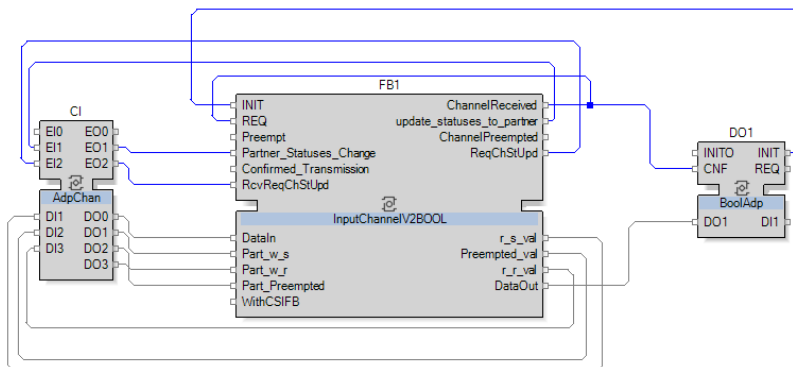 CI
EI0 EO0
EI1 EO1
EI2 EO2
AdpChan
DI1 DO0
DI2 DO1
DI3 DO2
DO3
FB1
INIT ChannelReceived
REQ update_statuses_to_partner
Preempt ChannelPreempted
Partner_Statuses_Change ReqChStUpd
Confirmed_Transmission
RcvReqChStUpd
InputChannelV2BOOL
DataIn r_s_val
Part_w_s Preempted_val
Part_w_r r_r_val
Part_Preempted DataOut
WithCSIFB
DO1
INITO INIT
CNF REQ
BoolAdp
DO1 DI1